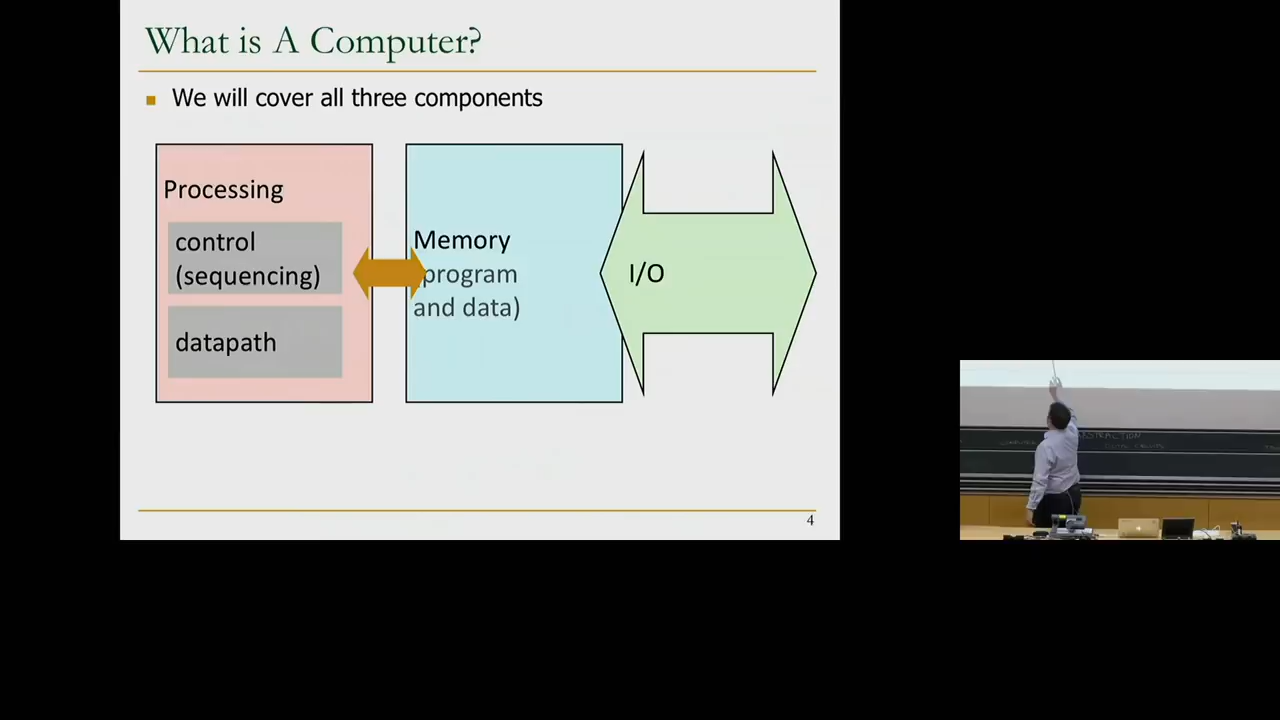 What is A Computer?
We will cover all three components
Processing
control
(sequencing)
datapath
Memory
program
and data)
I/O
4